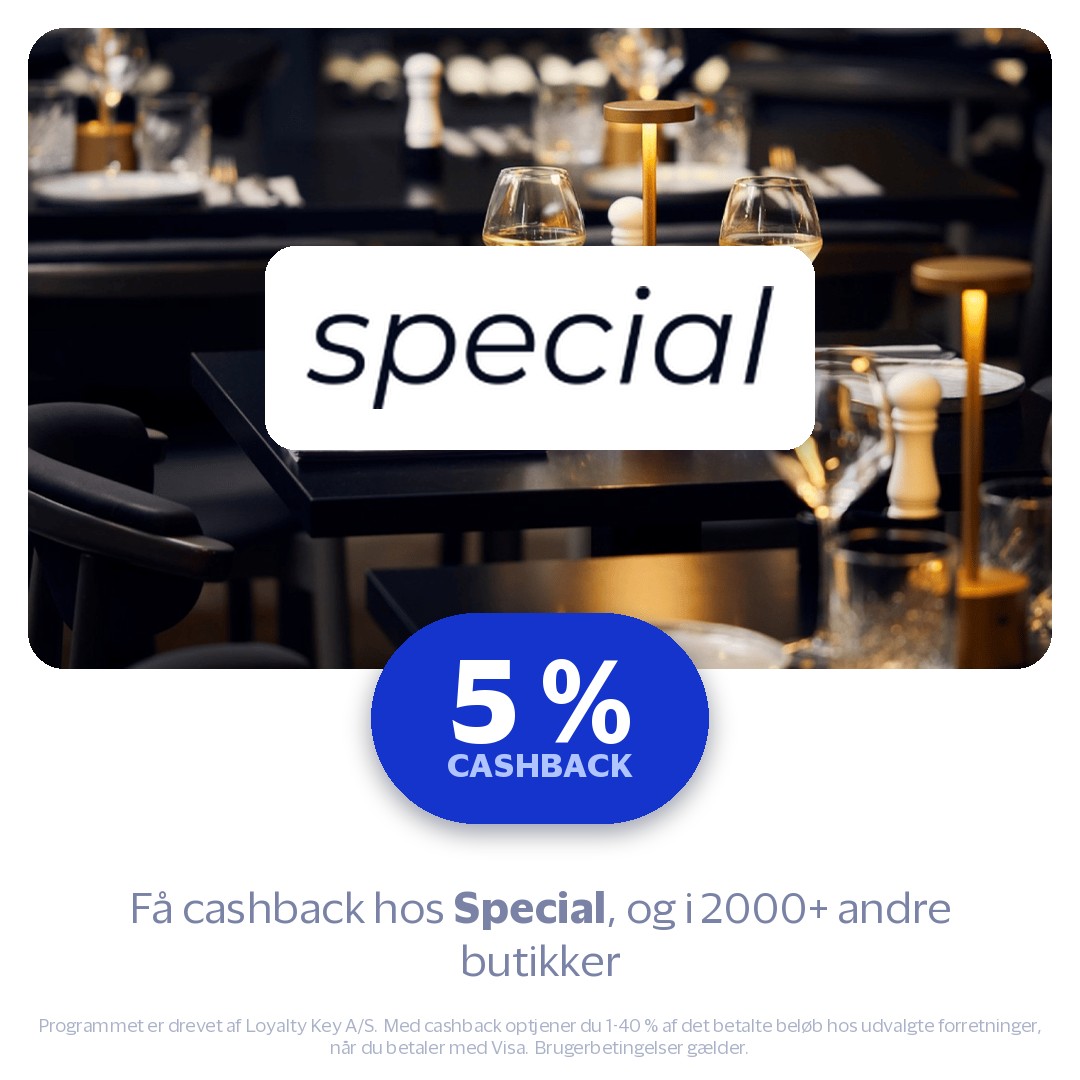 special
5 %
CASHBACK
Få cashback hos Special, og i 2000+ andre
butikker
Programmet er drevet af Loyalty Key A/S. Med cashback optjener du 1-40 % af det betalte beløb hos udvalgte forretninger,
når du betaler med Visa. Brugerbetingelser gælder.